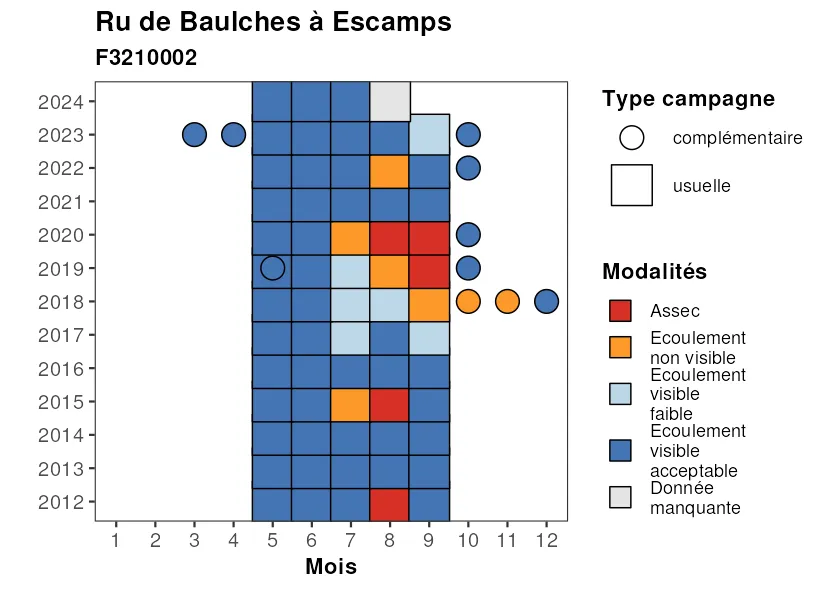 Ru de Baulches à Escamps
F3210002
2024
2023
2022
2021
2020
2019
2018
2017
2016
2015
2014
2013
2012
1 2 3 4 5 6 7 8 9 10 11 12
Mois
Type campagne
complémentaire
usuelle
Modalités
Assec
Ecoulement
non visible
Ecoulement
visible
faible
Ecoulement
visible
acceptable
Donnée
manquante